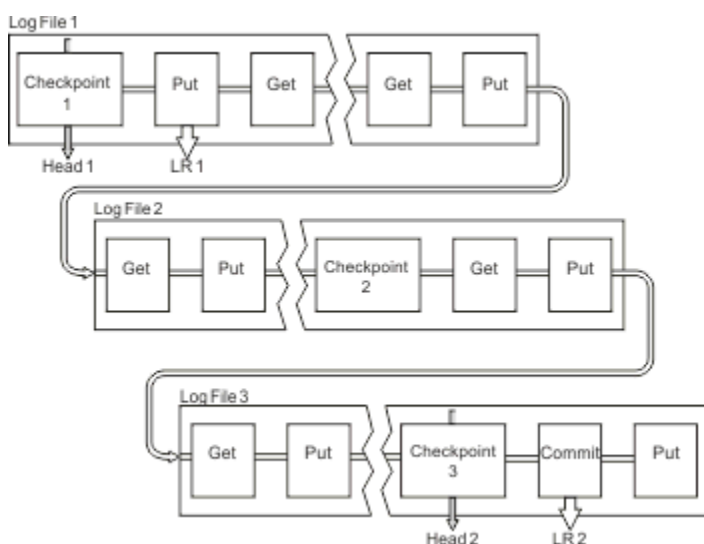 Log File 1
Checkpoint
1
Put
Get
Get
Put
Head 1
LR 1
Log File 2
Get
Put
Checkpoint
2
Get
Put
Log File 3
Get
Put
Checkpoint
3
Commit
Put
Head 2
LR 2